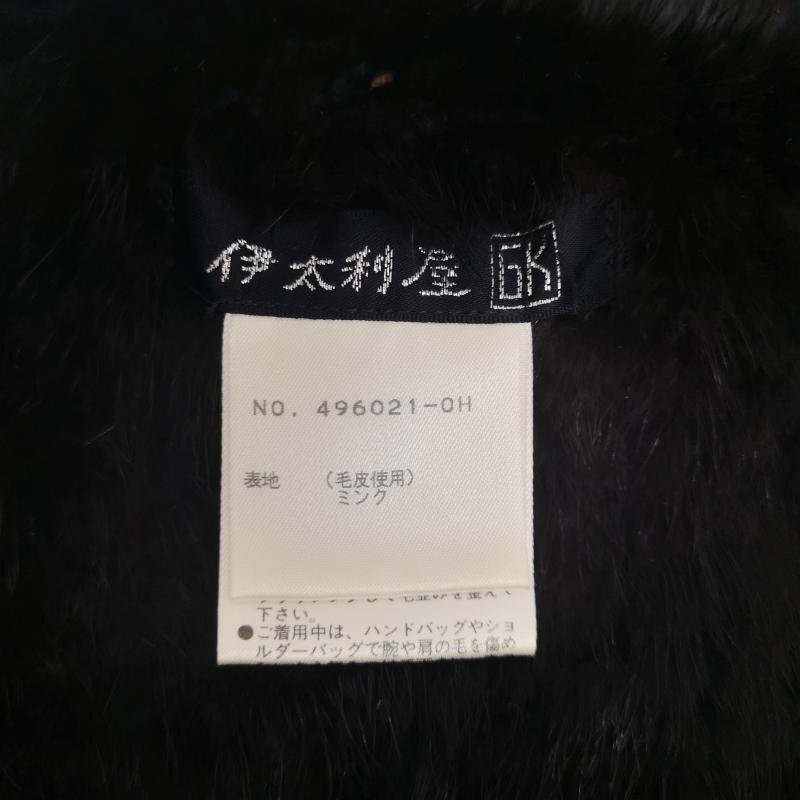 伊太利屋 GK
NO. 496021-0H
表地 (毛皮使用)
ミンク
下さい。
●ご着用中は、ハンドバッグやショ
ルダーバッグで腕や肩の毛を傷め